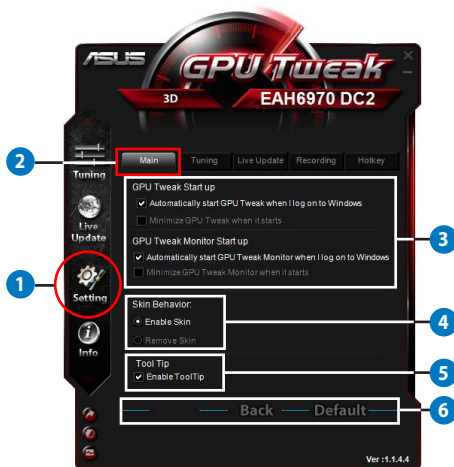 ASUS
GPU Tweak
3D
EAH6970 DC2
2
Main Tuning Live Update Recording Hotkey
Tuning
GPU Tweak Start up
Automatically start GPU Tweak when I log on to Windows
Minimize GPU Tweak when it starts
Live
Update
GPU Tweak Monitor Start up
3
Automatically start GPU Tweak Monitor when I log on to Windows
Minimize GPU Tweak Monitor when it starts
1
Setting
Skin Behavior:
Enable Skin
4
Remove Skin
i
Info
Tool Tip
Enable ToolTip
5
Back Default
6
Ver :1.1.4.4